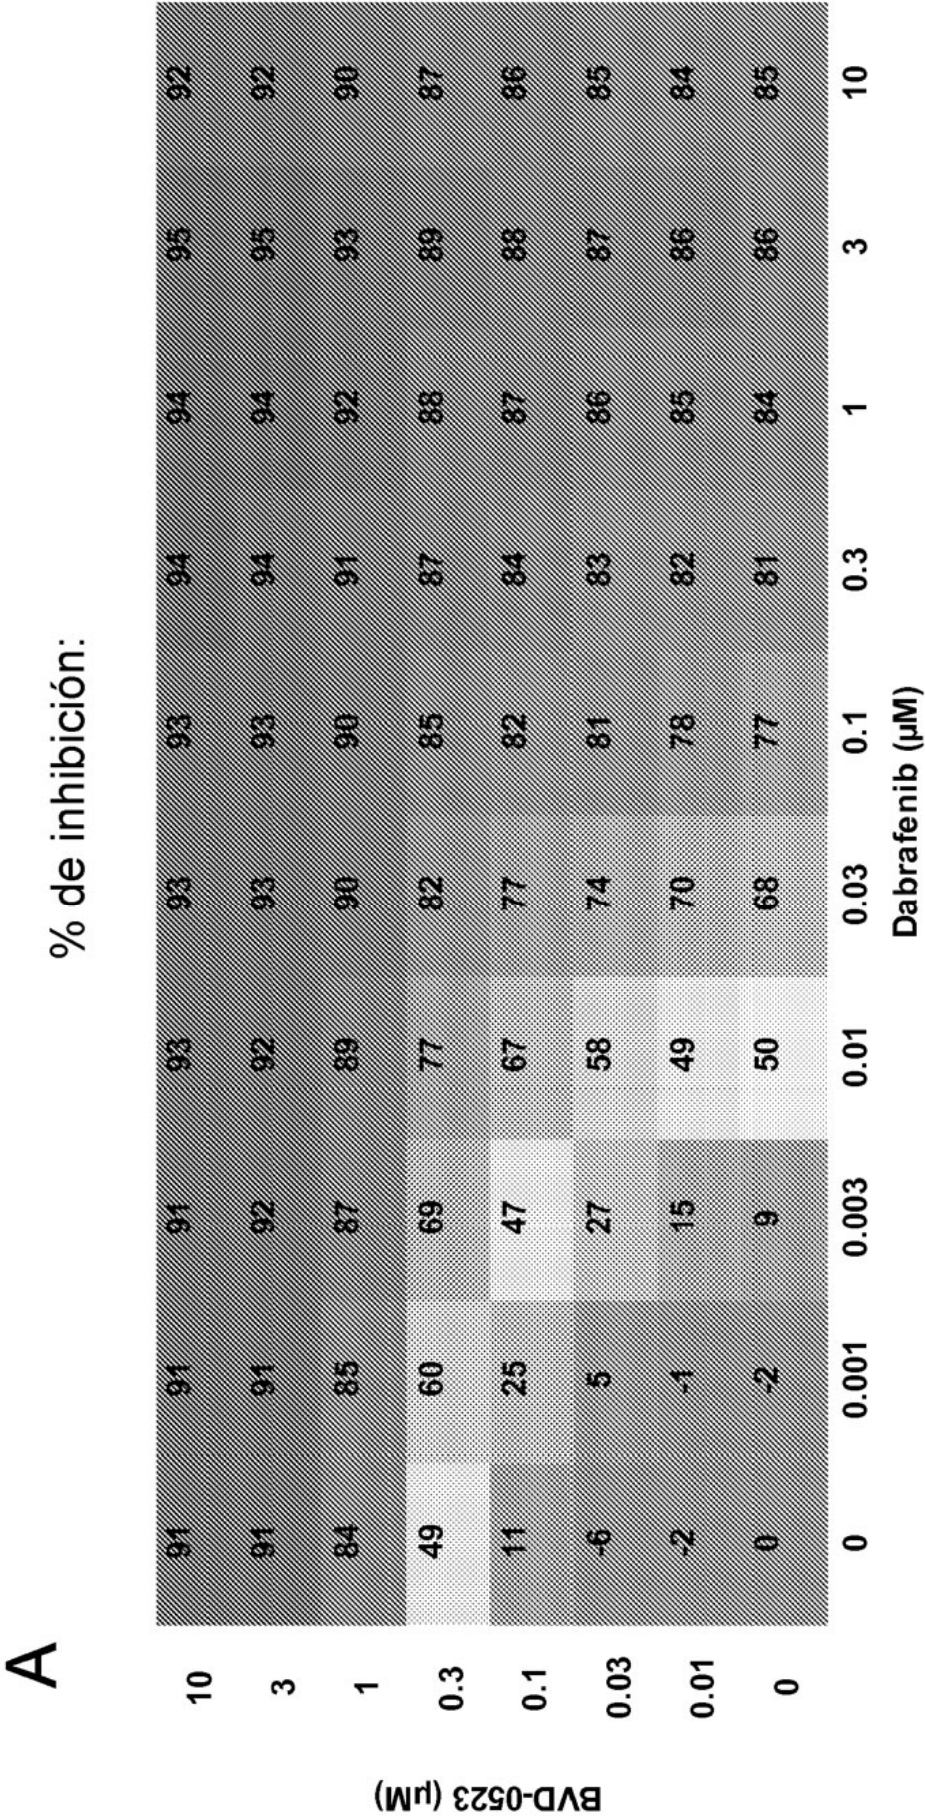 A
% de inhibición:
10 91 91 91 93 93 93 94 94 95 92
3 91 91 92 92 93 93 94 94 95 92
1 84 85 87 89 90 90 91 92 93 90
0.3 49 60 69 77 82 85 87 88 89 87
0.1 11 25 47 67 77 82 84 87 88 86
0.03 -6 5 27 58 74 81 83 86 87 85
0.01 -2 -1 15 49 70 78 82 85 86 84
0 0 -2 9 50 68 77 81 84 86 85
0 0.001 0.003 0.01 0.03 0.1 0.3 1 3 10
BVD-0523 (µM)
Dabrafenib (µM)